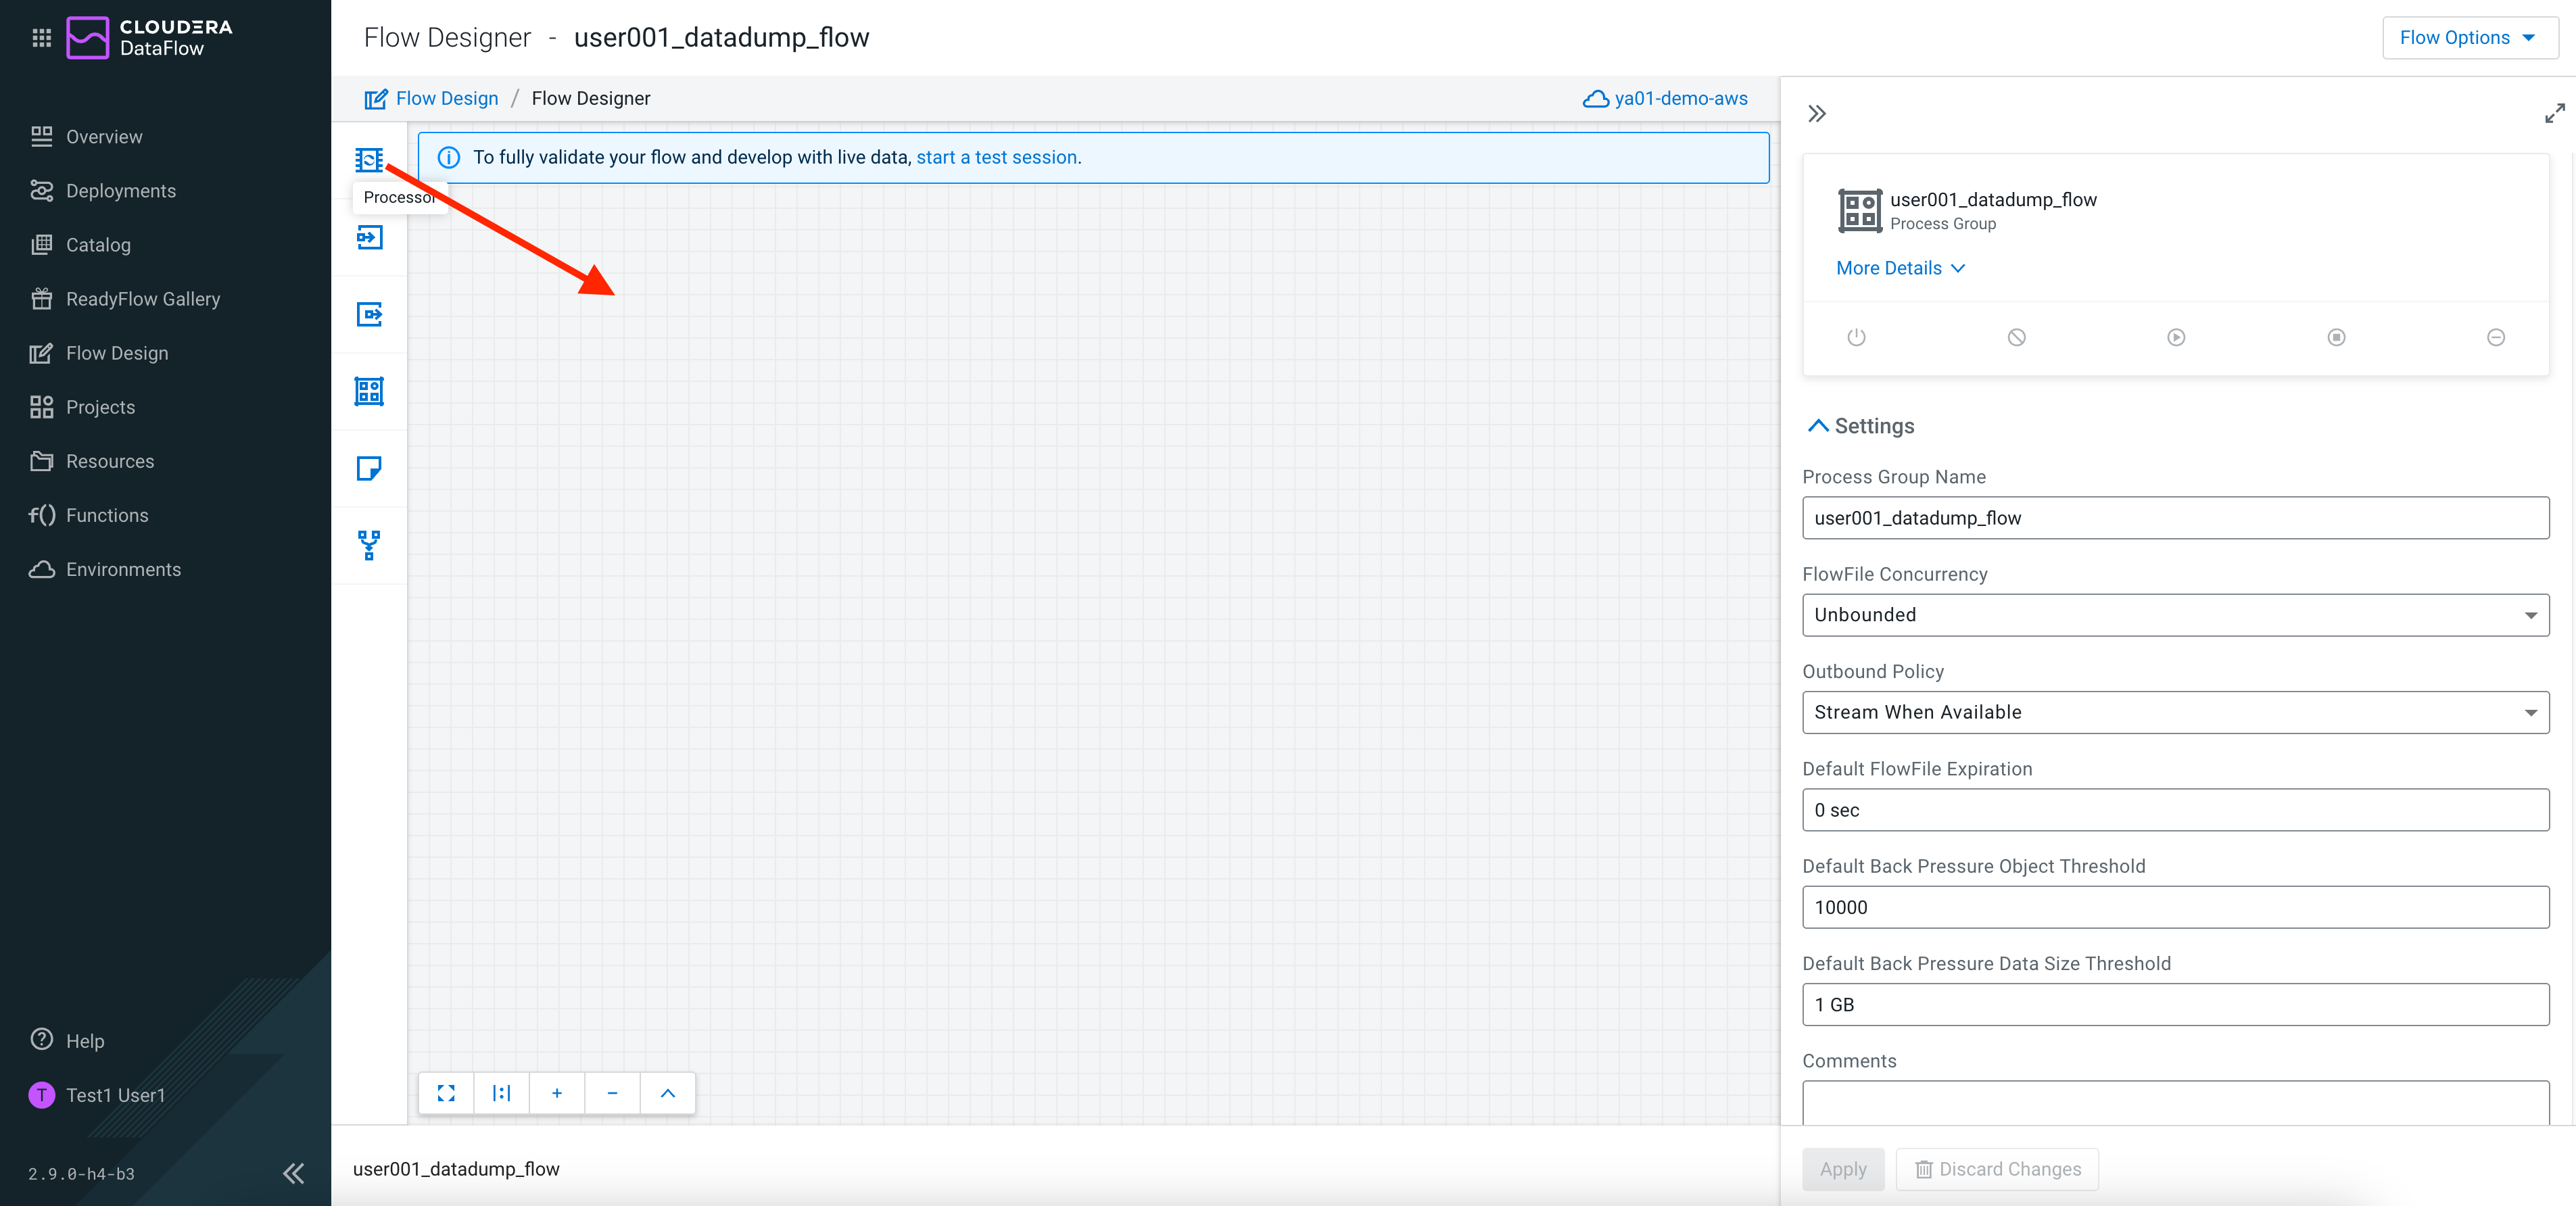 CLOUDERA
DataFlow
Overview
Deployments
Catalog
ReadyFlow Gallery
Flow Design
Projects
Resources
Functions
Environments
Help
T
Test1 User1
2.9.0-h4-b3
Flow Designer - user001_datadump_flow
Flow Options
Flow Design / Flow Designer
ya01-demo-aws
To fully validate your flow and develop with live data, start a test session.
Processor
user001_datadump_flow
user001_datadump_flow
Process Group
More Details
Settings
Process Group Name
user001_datadump_flow
FlowFile Concurrency
Unbounded
Outbound Policy
Stream When Available
Default FlowFile Expiration
0 sec
Default Back Pressure Object Threshold
10000
Default Back Pressure Data Size Threshold
1 GB
Comments
Apply
Discard Changes